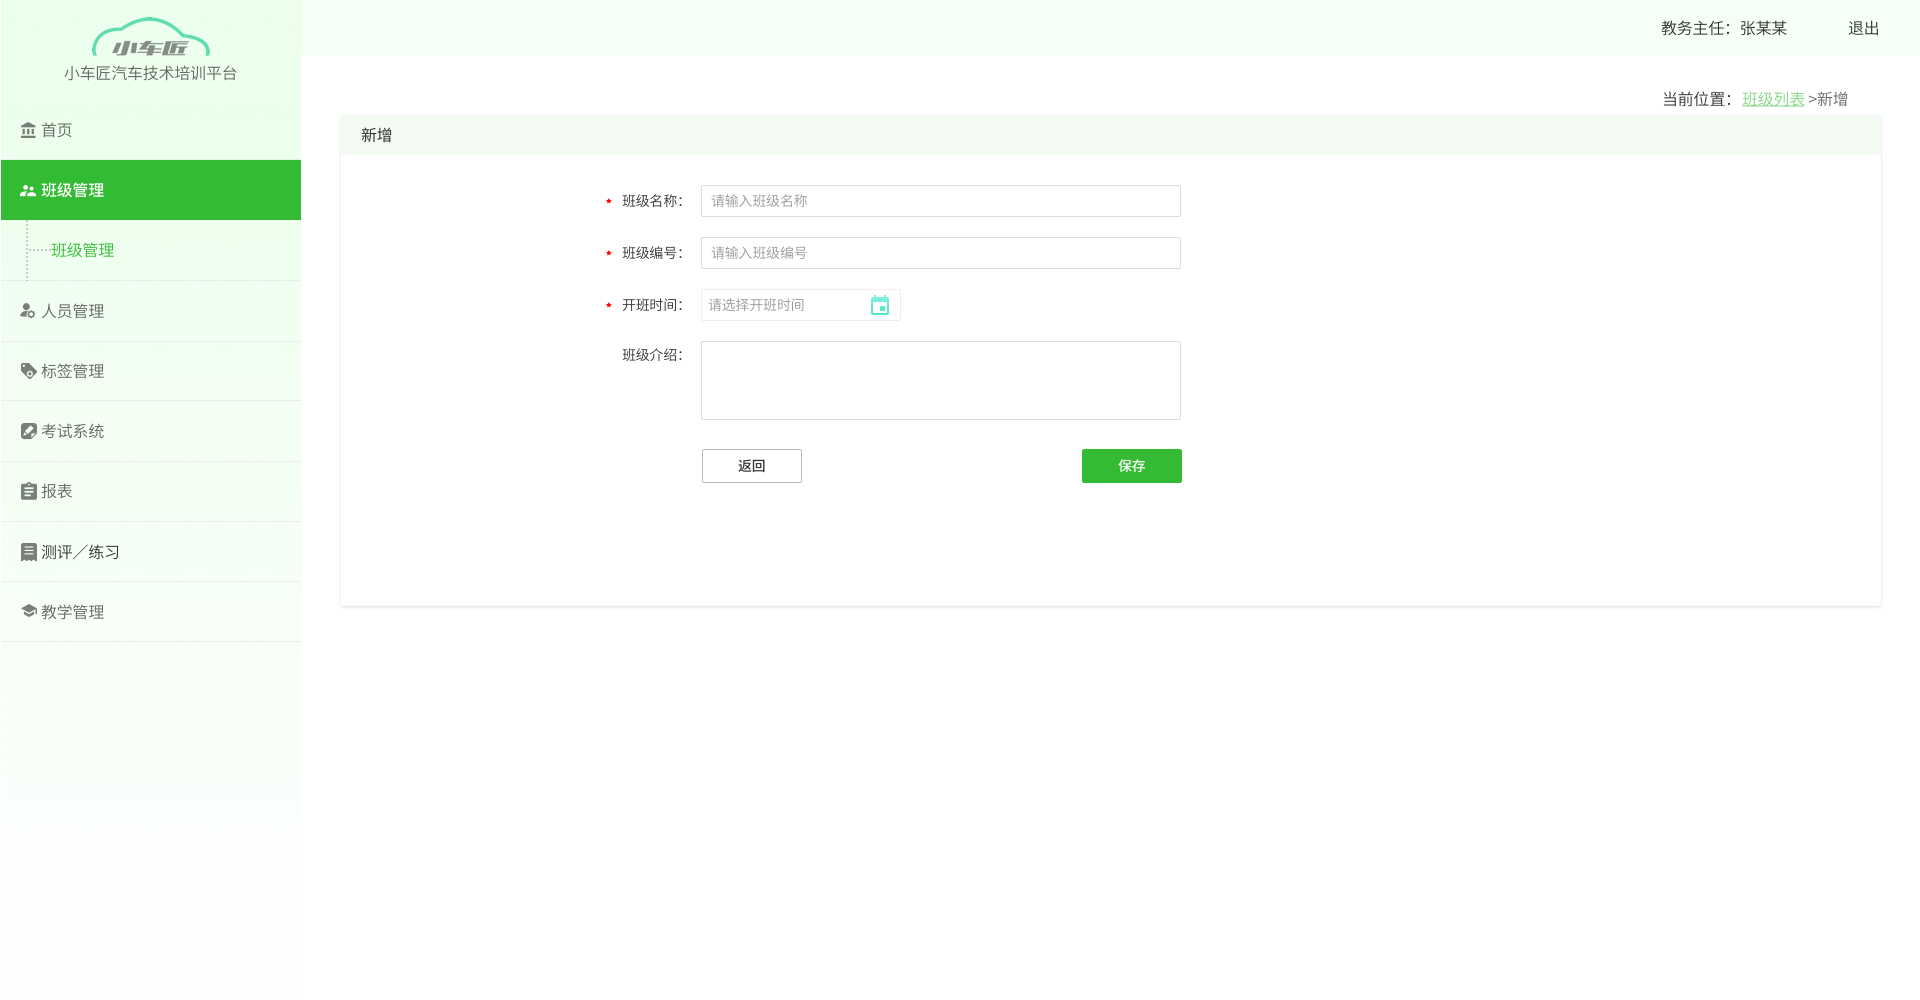 小车匠
小车匠汽车技术培训平台
教务主任：张某某 退出
首页
班级管理
班级管理
人员管理
标签管理
考试系统
报表
测评／练习
教学管理
当前位置：班级列表 >新增
新增
* 班级名称： 请输入班级名称
* 班级编号： 请输入班级编号
* 开班时间： 请选择开班时间
班级介绍：
返回 保存